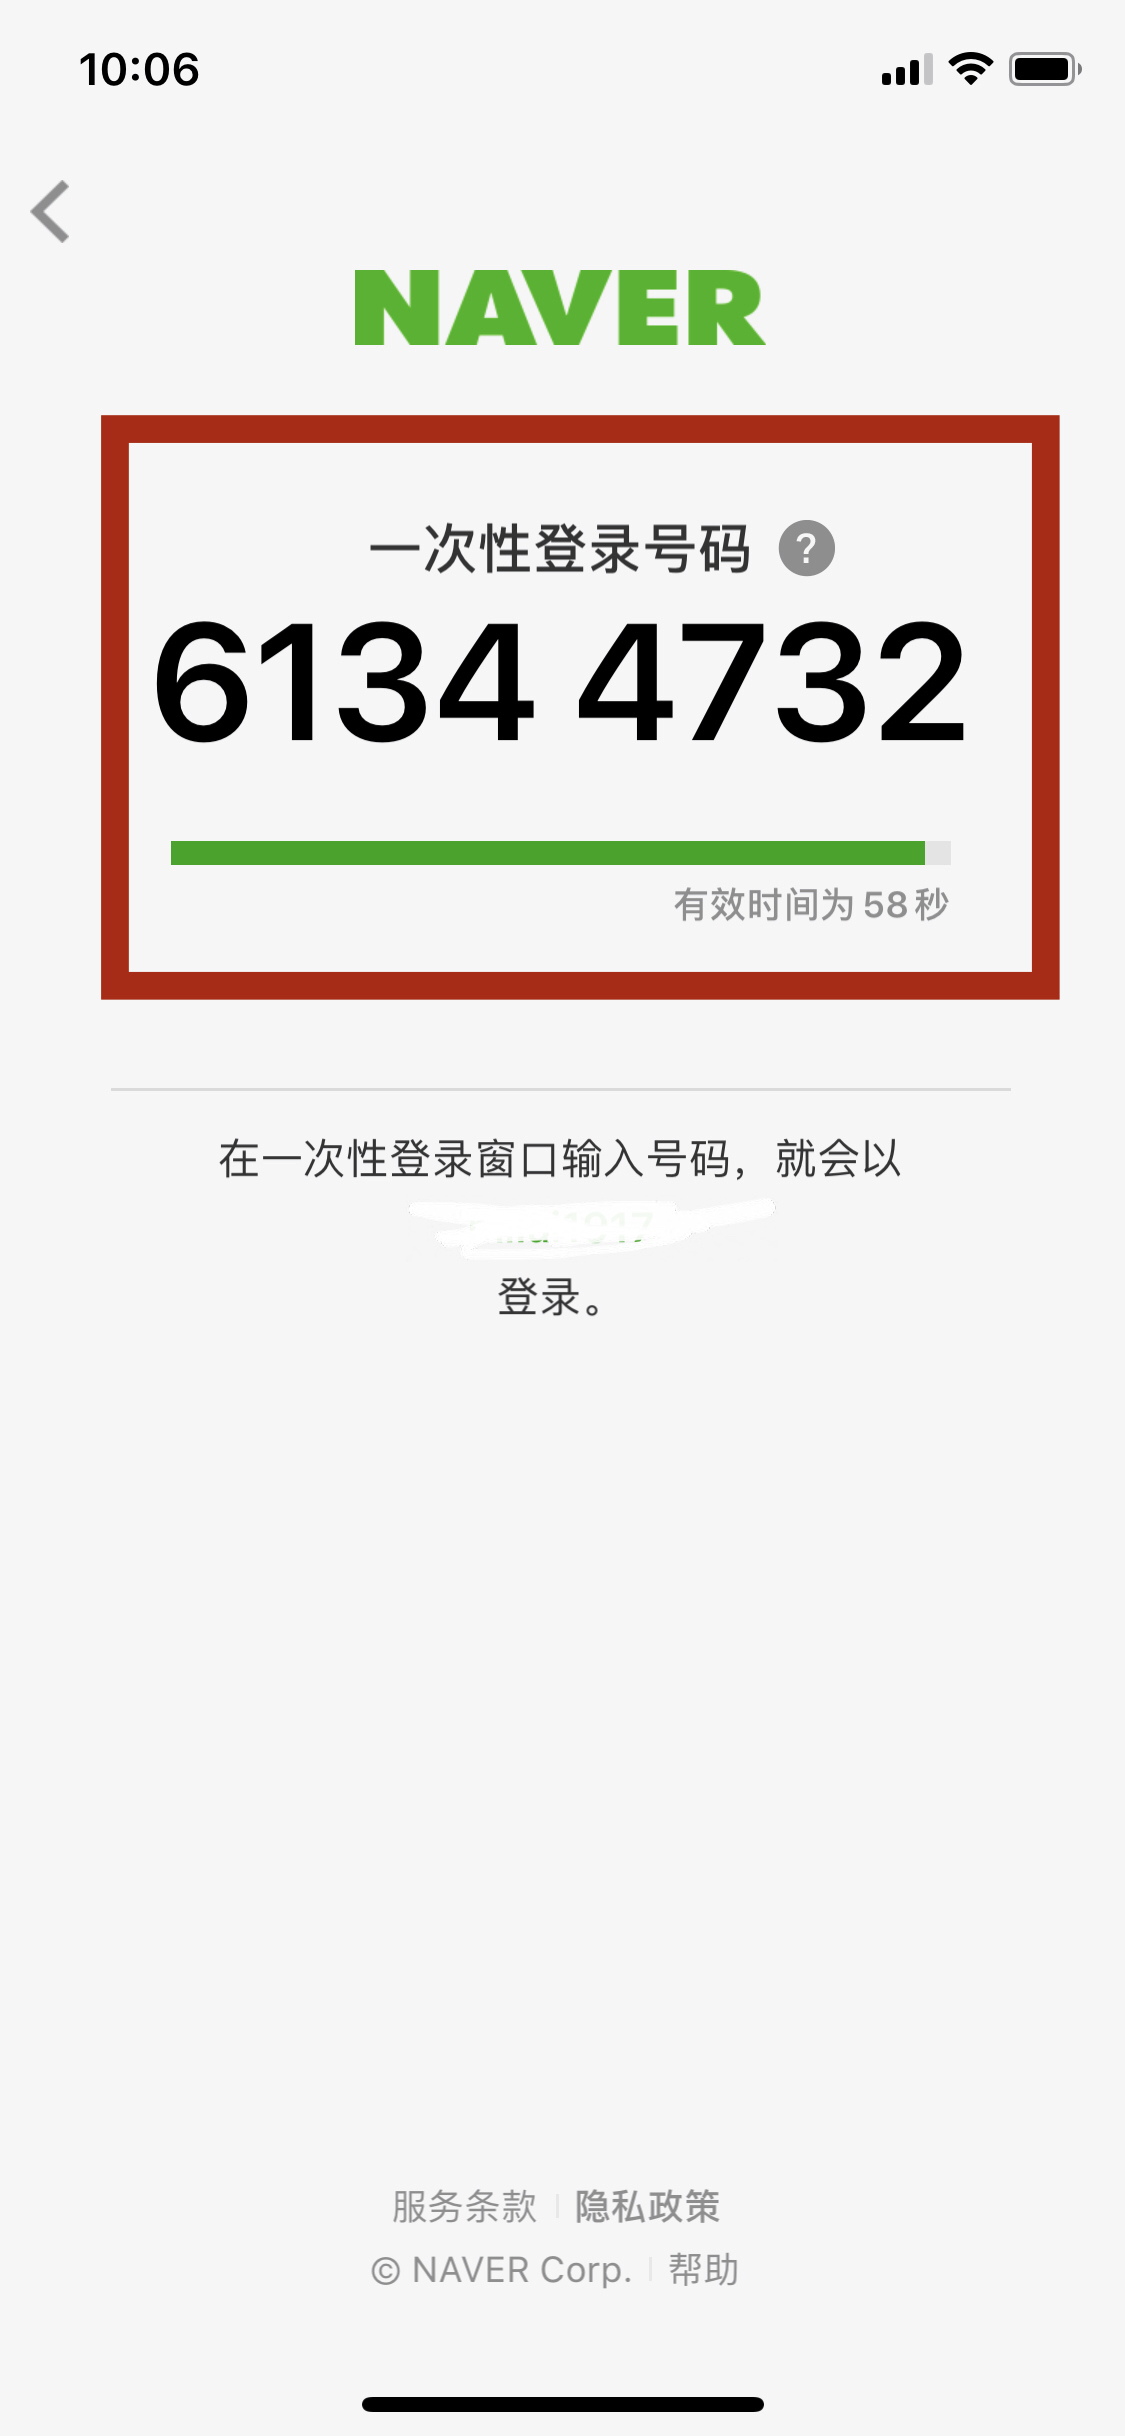 10:06
NAVER
一次性登录号码 ?
6134 4732
有效时间为 58 秒
在一次性登录窗口输入号码，就会以
登录。
服务条款 | 隐私政策
© NAVER Corp. | 帮助